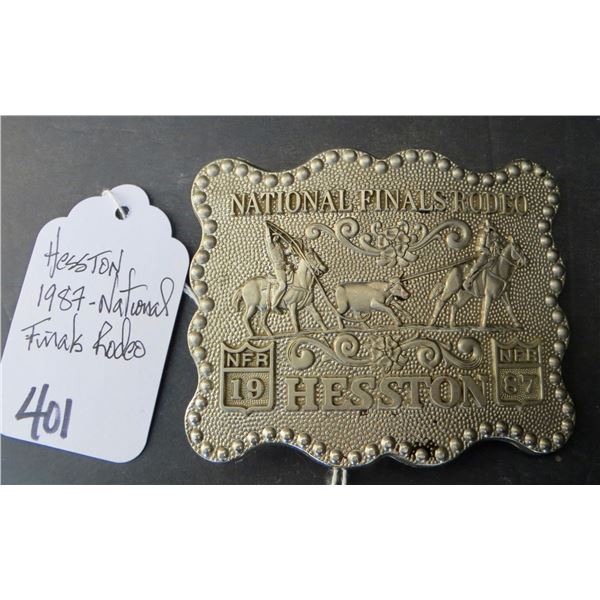 Hesston
1987-National
Finals Rodeo
401
NATIONAL FINALS RODEO
NFR
19
HESSTON
NFR
87